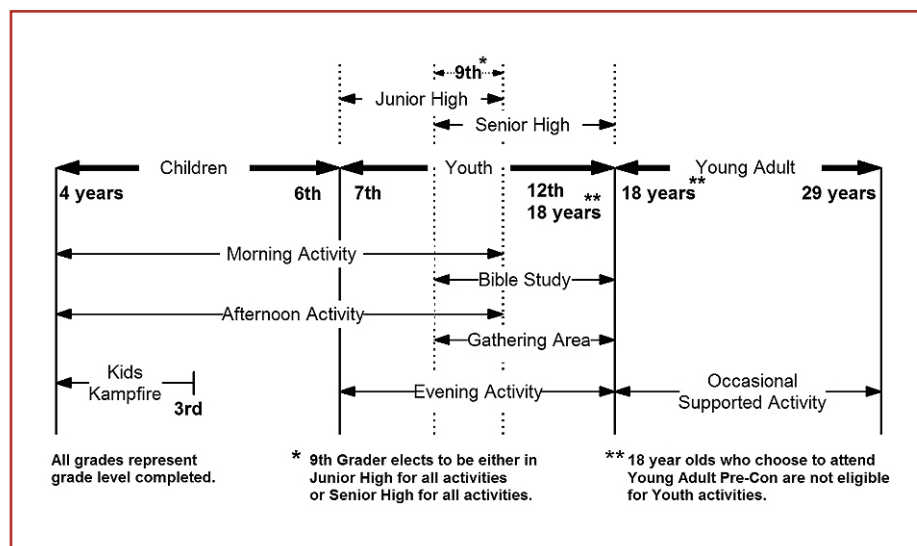 9th*
Junior High
Senior High
Children
Youth
Young Adult
4 years
6th
7th
12th
18 years**
18 years**
29 years
Morning Activity
Bible Study
Afternoon Activity
Gathering Area
Kids
Kampfire
3rd
Evening Activity
Occasional
Supported Activity
All grades represent
grade level completed.
* 9th Grader elects to be either in
Junior High for all activities
or Senior High for all activities.
** 18 year olds who choose to attend
Young Adult Pre-Con are not eligible
for Youth activities.